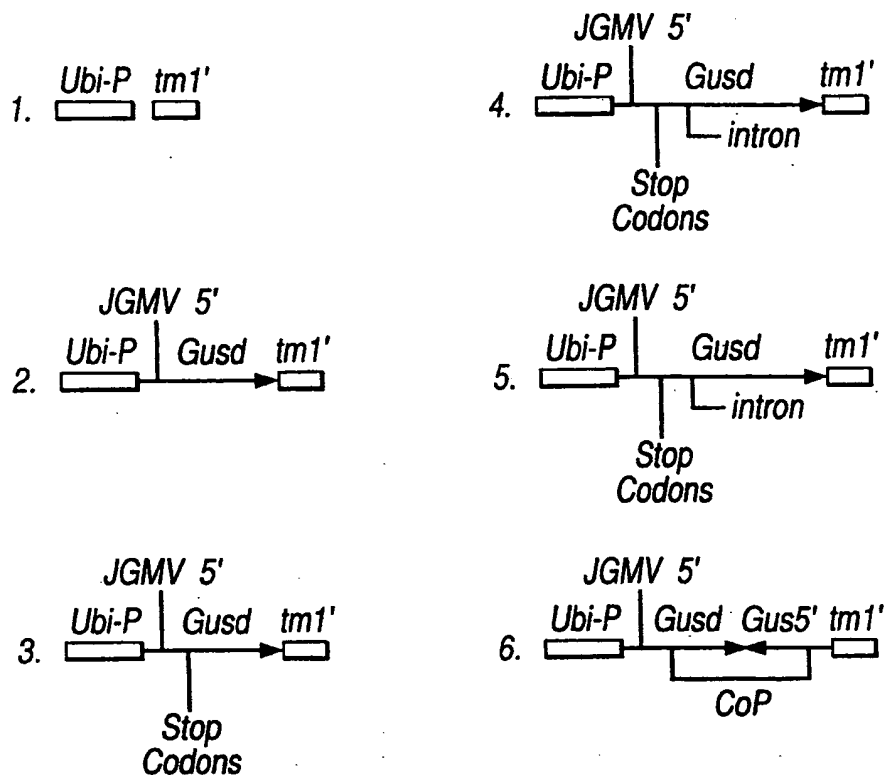 1.
Ubi-P tm1'
2.
JGMV 5'
Ubi-P Gusd tm1'
3.
JGMV 5'
Ubi-P Gusd tm1'
Stop
Codons
4.
JGMV 5'
Ubi-P Gusd tm1'
intron
Stop
Codons
5.
JGMV 5'
Ubi-P Gusd tm1'
intron
Stop
Codons
6.
JGMV 5'
Ubi-P Gusd Gus5' tm1'
CoP